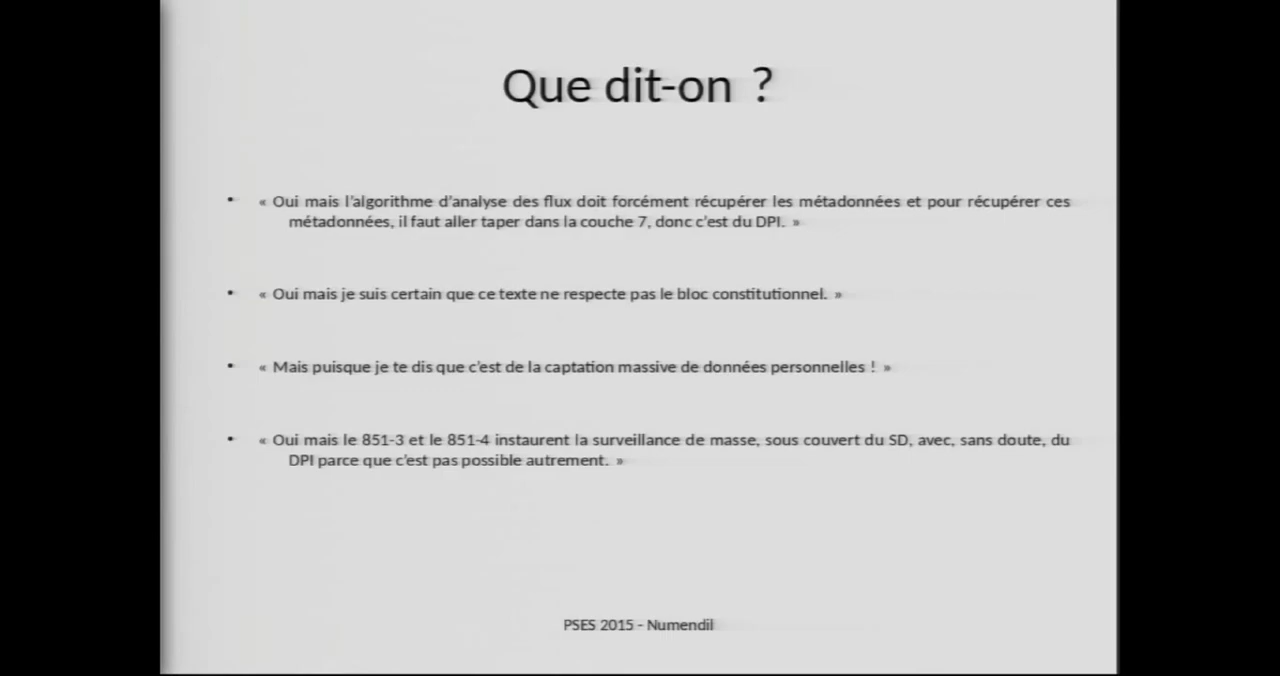 Que dit-on ?
• « Oui mais l'algorithme d'analyse des flux doit forcément récupérer les métadonnées et pour récupérer ces
métadonnées, il faut aller taper dans la couche 7, donc c'est du DPI. »
• « Oui mais je suis certain que ce texte ne respecte pas le bloc constitutionnel. »
• « Mais puisque je te dis que c'est de la captation massive de données personnelles ! »
• « Oui mais le 851-3 et le 851-4 instaurent la surveillance de masse, sous couvert du SD, avec, sans doute, du
DPI parce que c'est pas possible autrement. »
PSES 2015 - Numendil